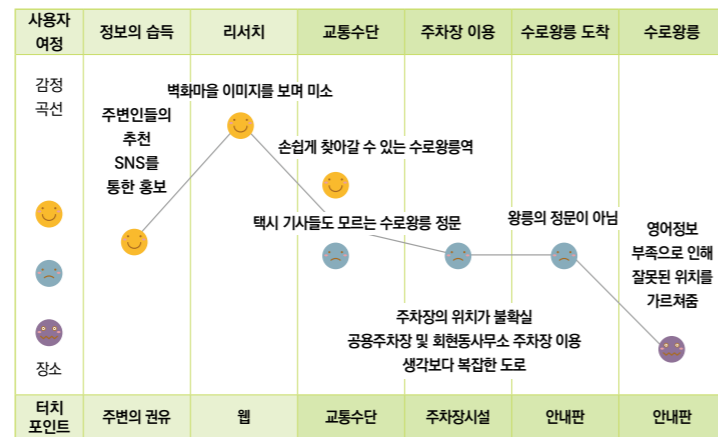 사용자
여정
정보의 습득
리서치
교통수단
주차장 이용
수로왕릉 도착
수로왕릉
감정
곡선
벽화마을 이미지를 보며 미소
주변인들의
추천
SNS를
통한 홍보
손쉽게 찾아갈 수 있는 수로왕릉역
택시 기사들도 모르는 수로왕릉 정문
왕릉의 정문이 아님
영어정보
부족으로 인해
잘못된 위치를
가르쳐줌
주차장의 위치가 불확실
공용주차장 및 회현동사무소 주차장 이용
생각보다 복잡한 도로
장소
터치
포인트
주변의 권유
웹
교통수단
주차장시설
안내판
안내판